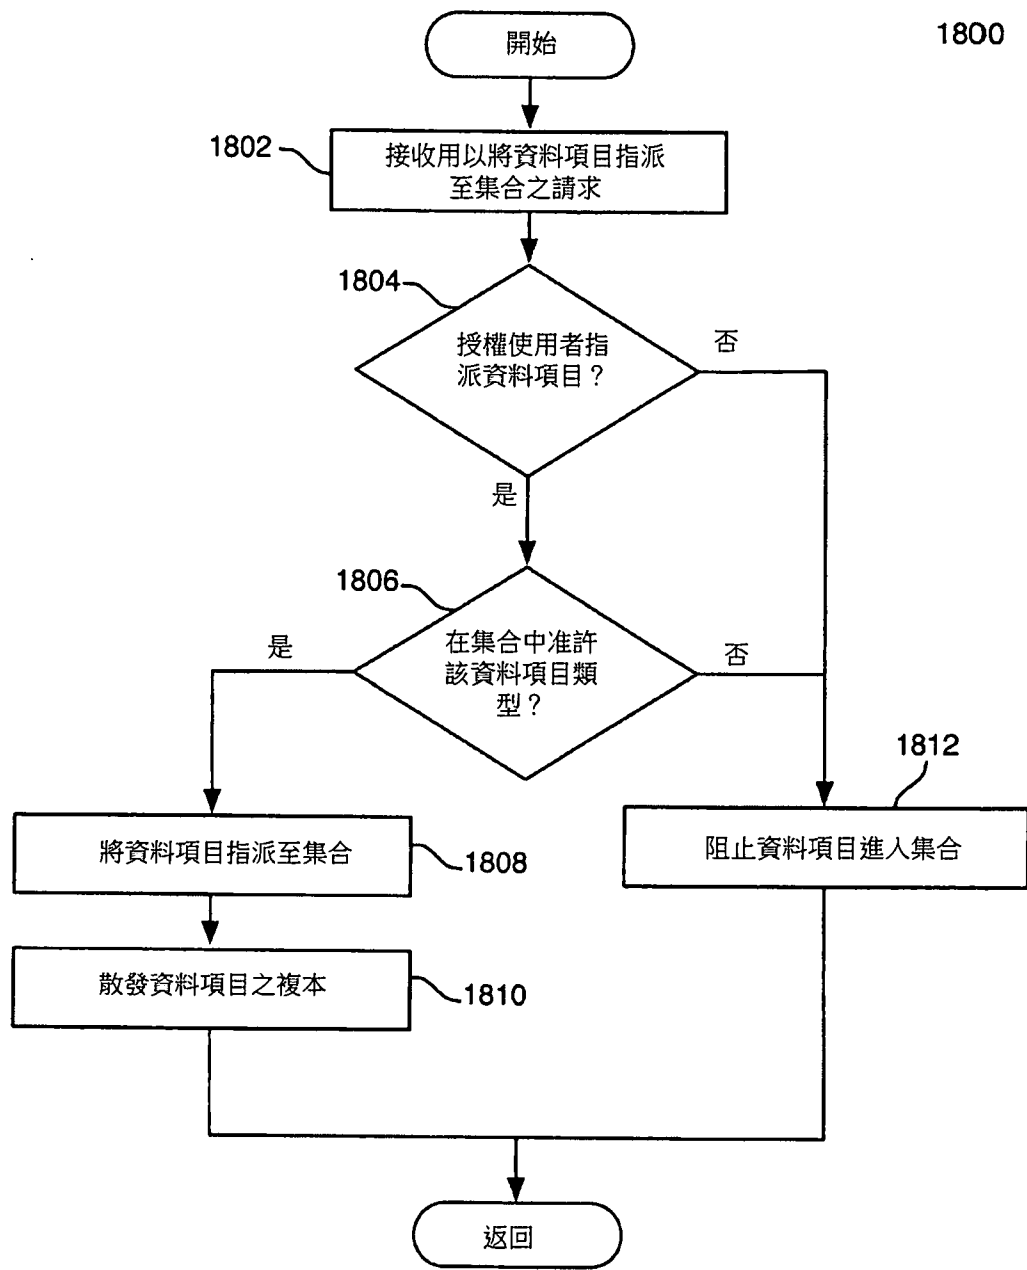 1800
開始
1802
接收用以將資料項目指派
至集合之請求
1804
授權使用者指
派資料項目？
否
是
1806
在集合中准許
該資料項目類
型？
是
否
1812
將資料項目指派至集合
1808
阻止資料項目進入集合
散發資料項目之複本
1810
返回